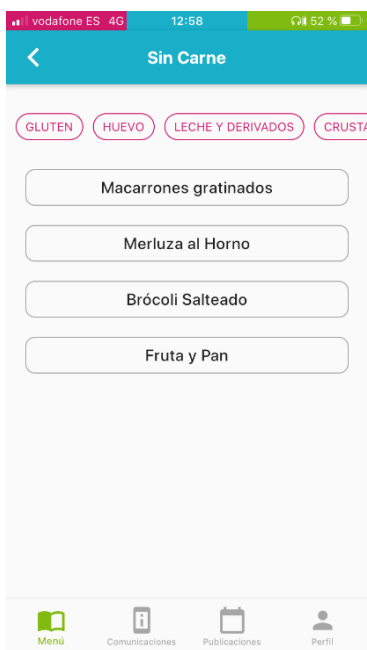 vodafone ES 4G 12:58 52 %
Sin Carne
GLUTEN HUEVO LECHE Y DERIVADOS CRUSTA
Macarrones gratinados
Merluza al Horno
Brócoli Salteado
Fruta y Pan
Menú Comunicaciones Publicaciones Perfil